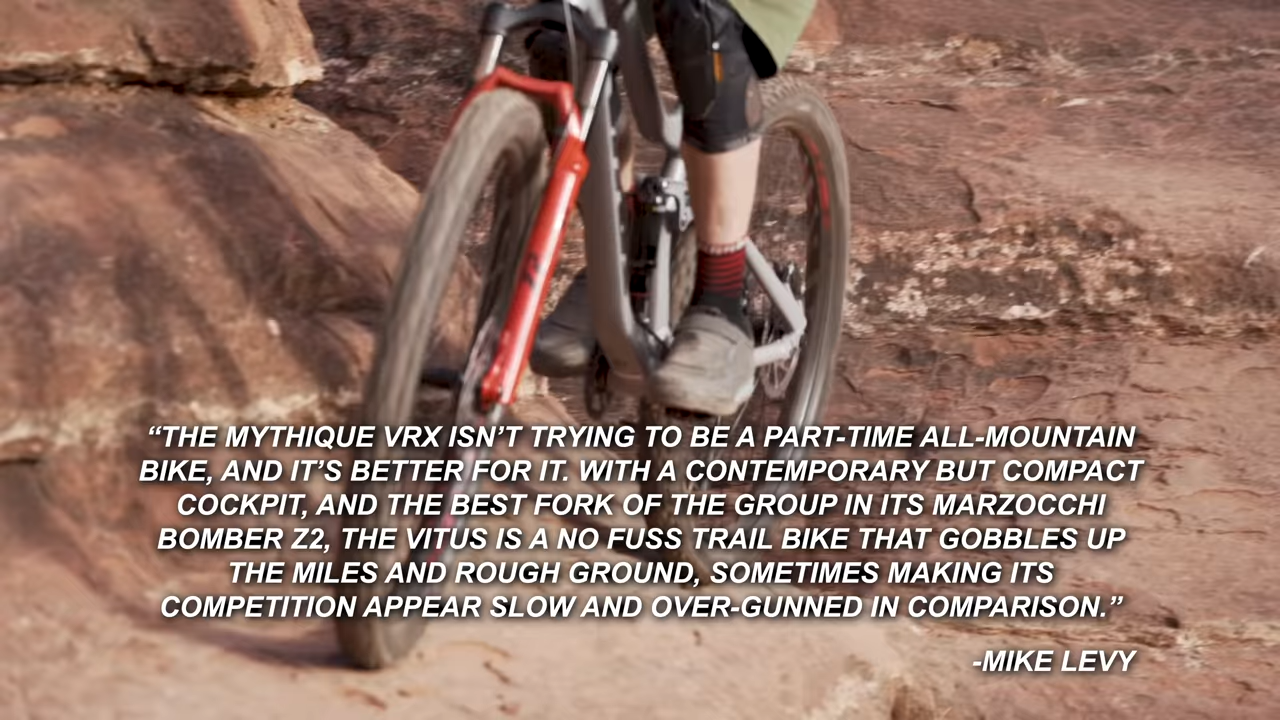 “THE MYTHIQUE VRX ISN’T TRYING TO BE A PART-TIME ALL-MOUNTAIN
BIKE, AND IT’S BETTER FOR IT. WITH A CONTEMPORARY BUT COMPACT
COCKPIT, AND THE BEST FORK OF THE GROUP IN ITS MARZOCCHI
BOMBER Z2, THE VITUS IS A NO FUSS TRAIL BIKE THAT GOBBLES UP
THE MILES AND ROUGH GROUND, SOMETIMES MAKING ITS
COMPETITION APPEAR SLOW AND OVER-GUNNED IN COMPARISON.”
-MIKE LEVY